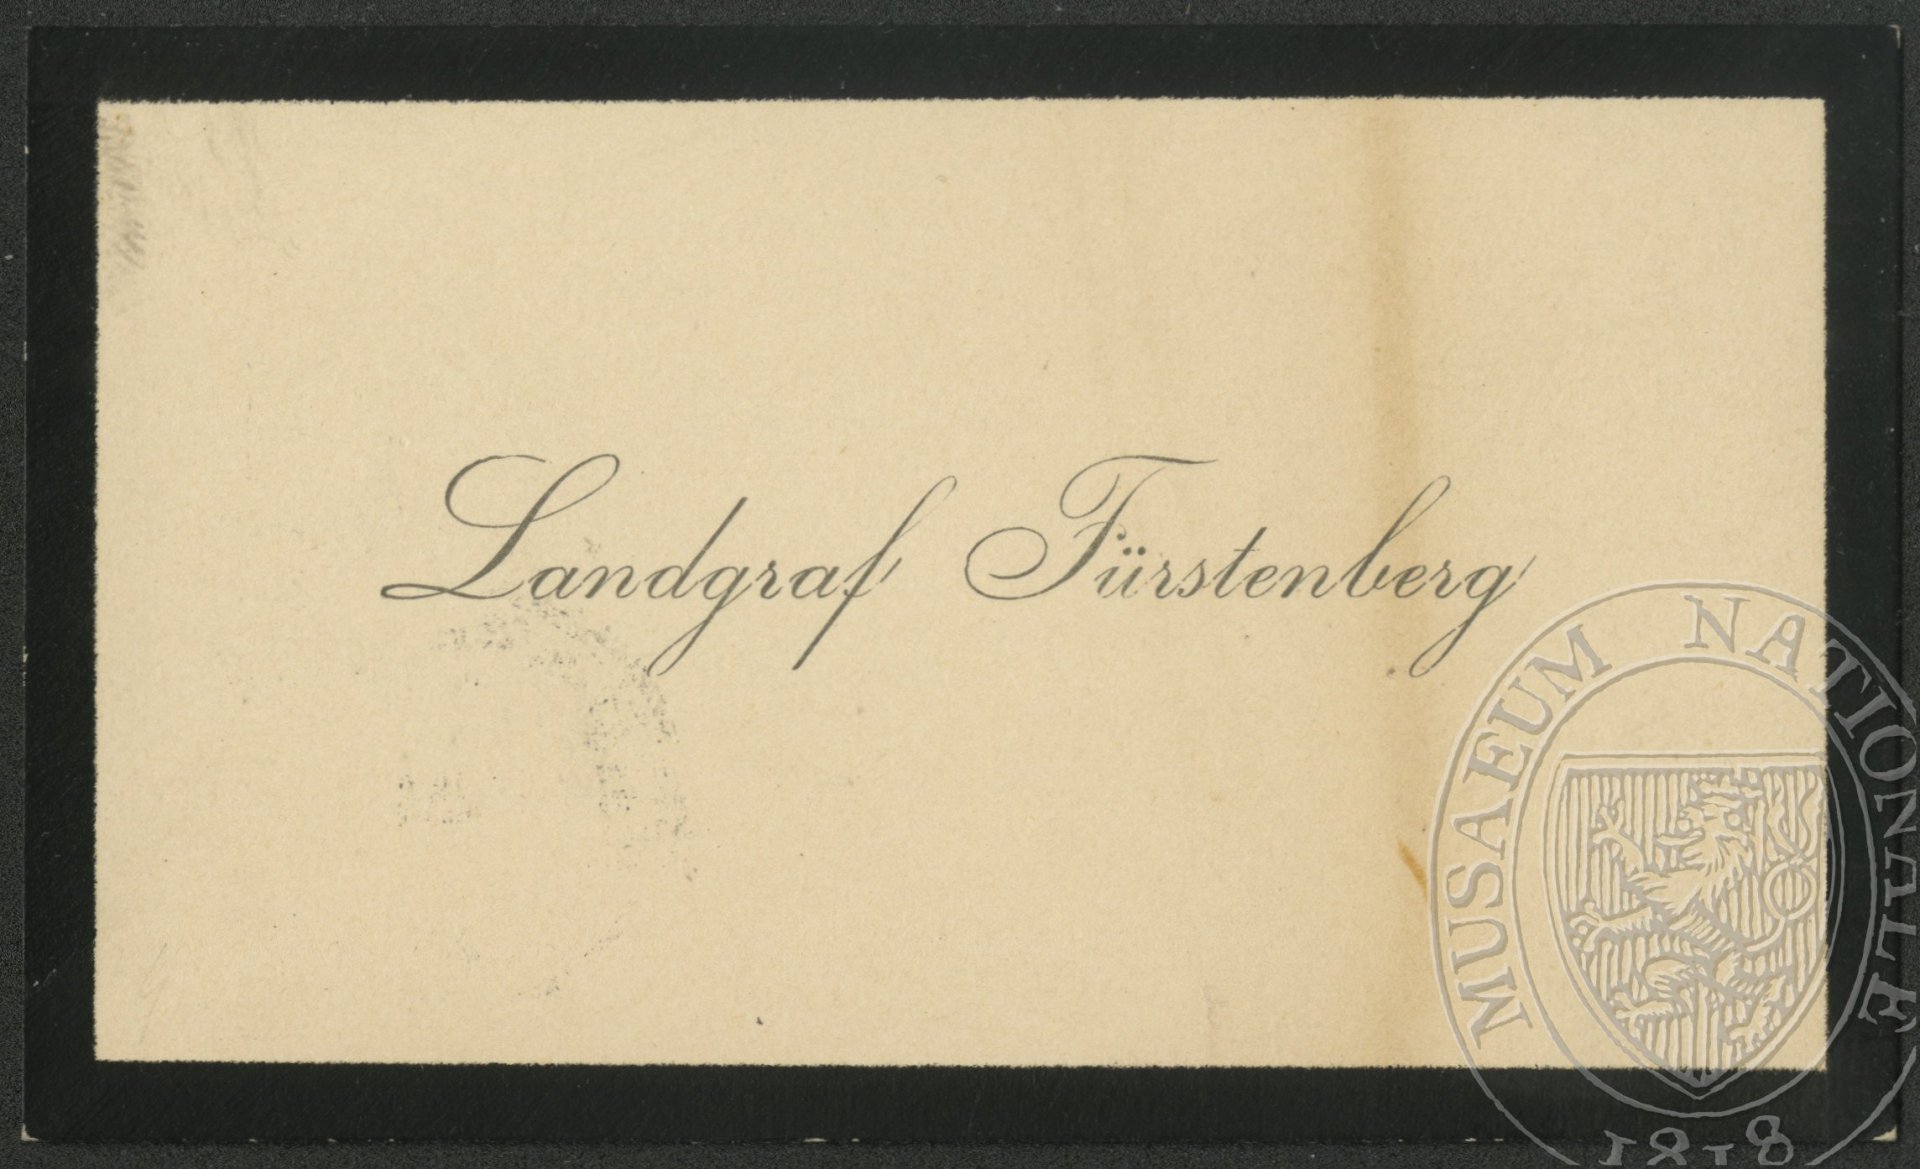 Landgraf Fürstenberg
MUSAEUM NATIONALE
1818